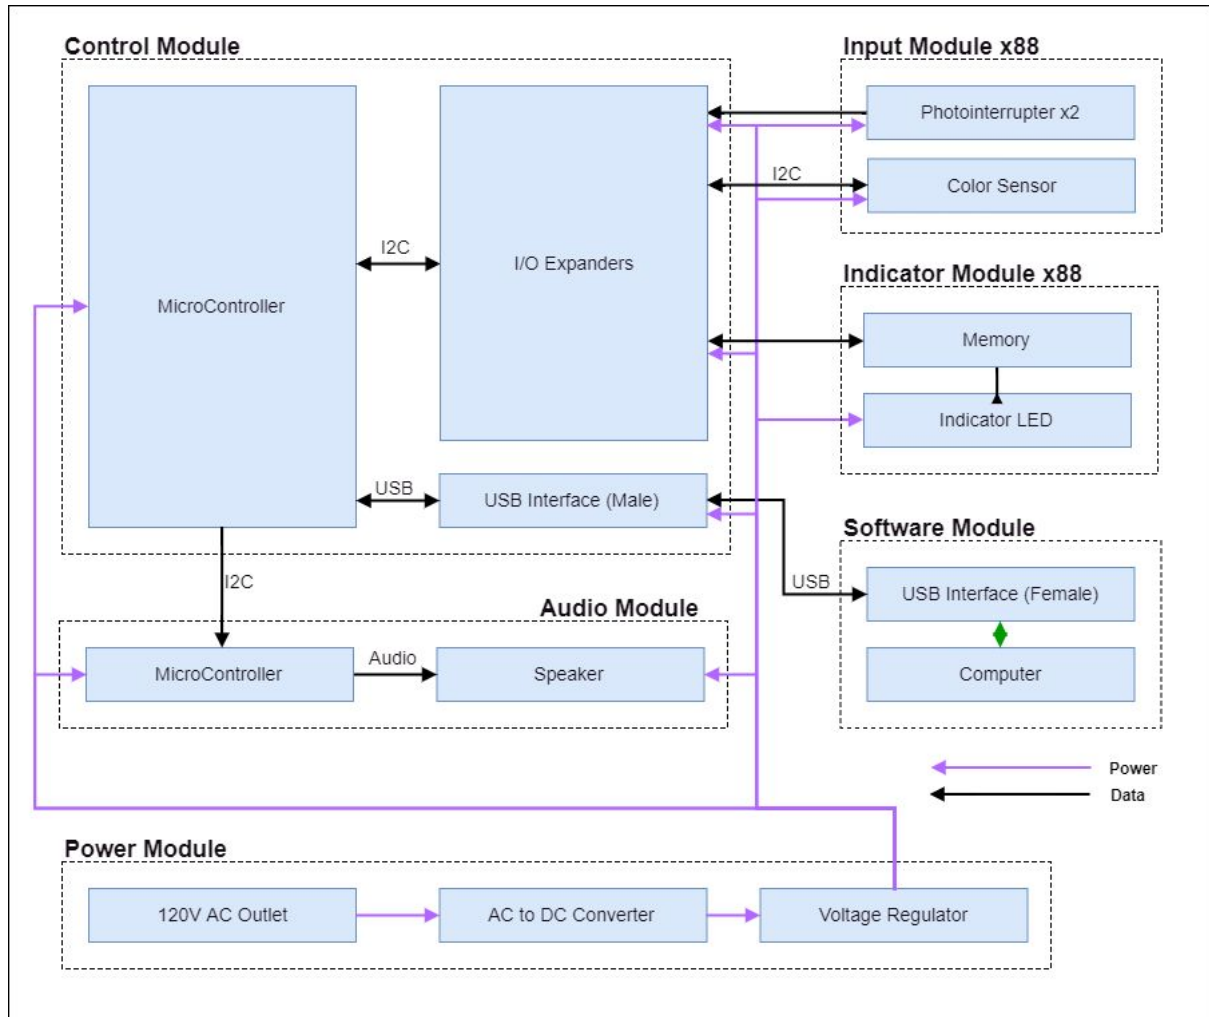 Control Module
Input Module x88
Photointerrupter x2
I2C
Color Sensor
I2C
I/O Expanders
MicroController
Indicator Module x88
Memory
Indicator LED
USB
USB Interface (Male)
Software Module
USB
USB Interface (Female)
Computer
I2C
Audio Module
MicroController
Audio
Speaker
Power
Data
Power Module
120V AC Outlet
AC to DC Converter
Voltage Regulator